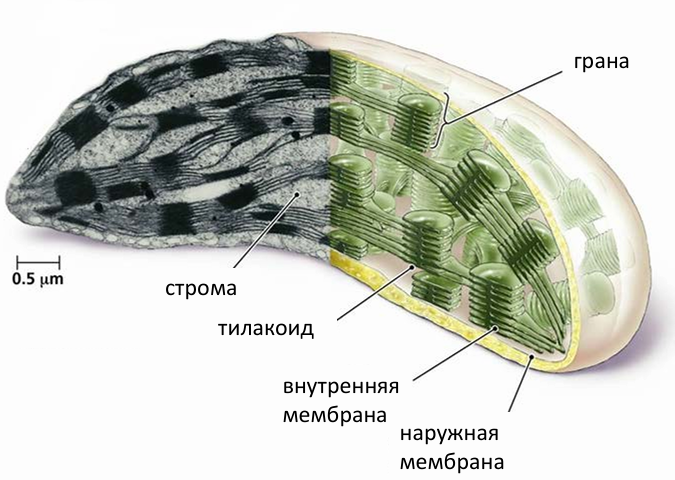 грана
0.5 μm
строма
тилакоид
внутренняя
мембрана
наружная
мембрана